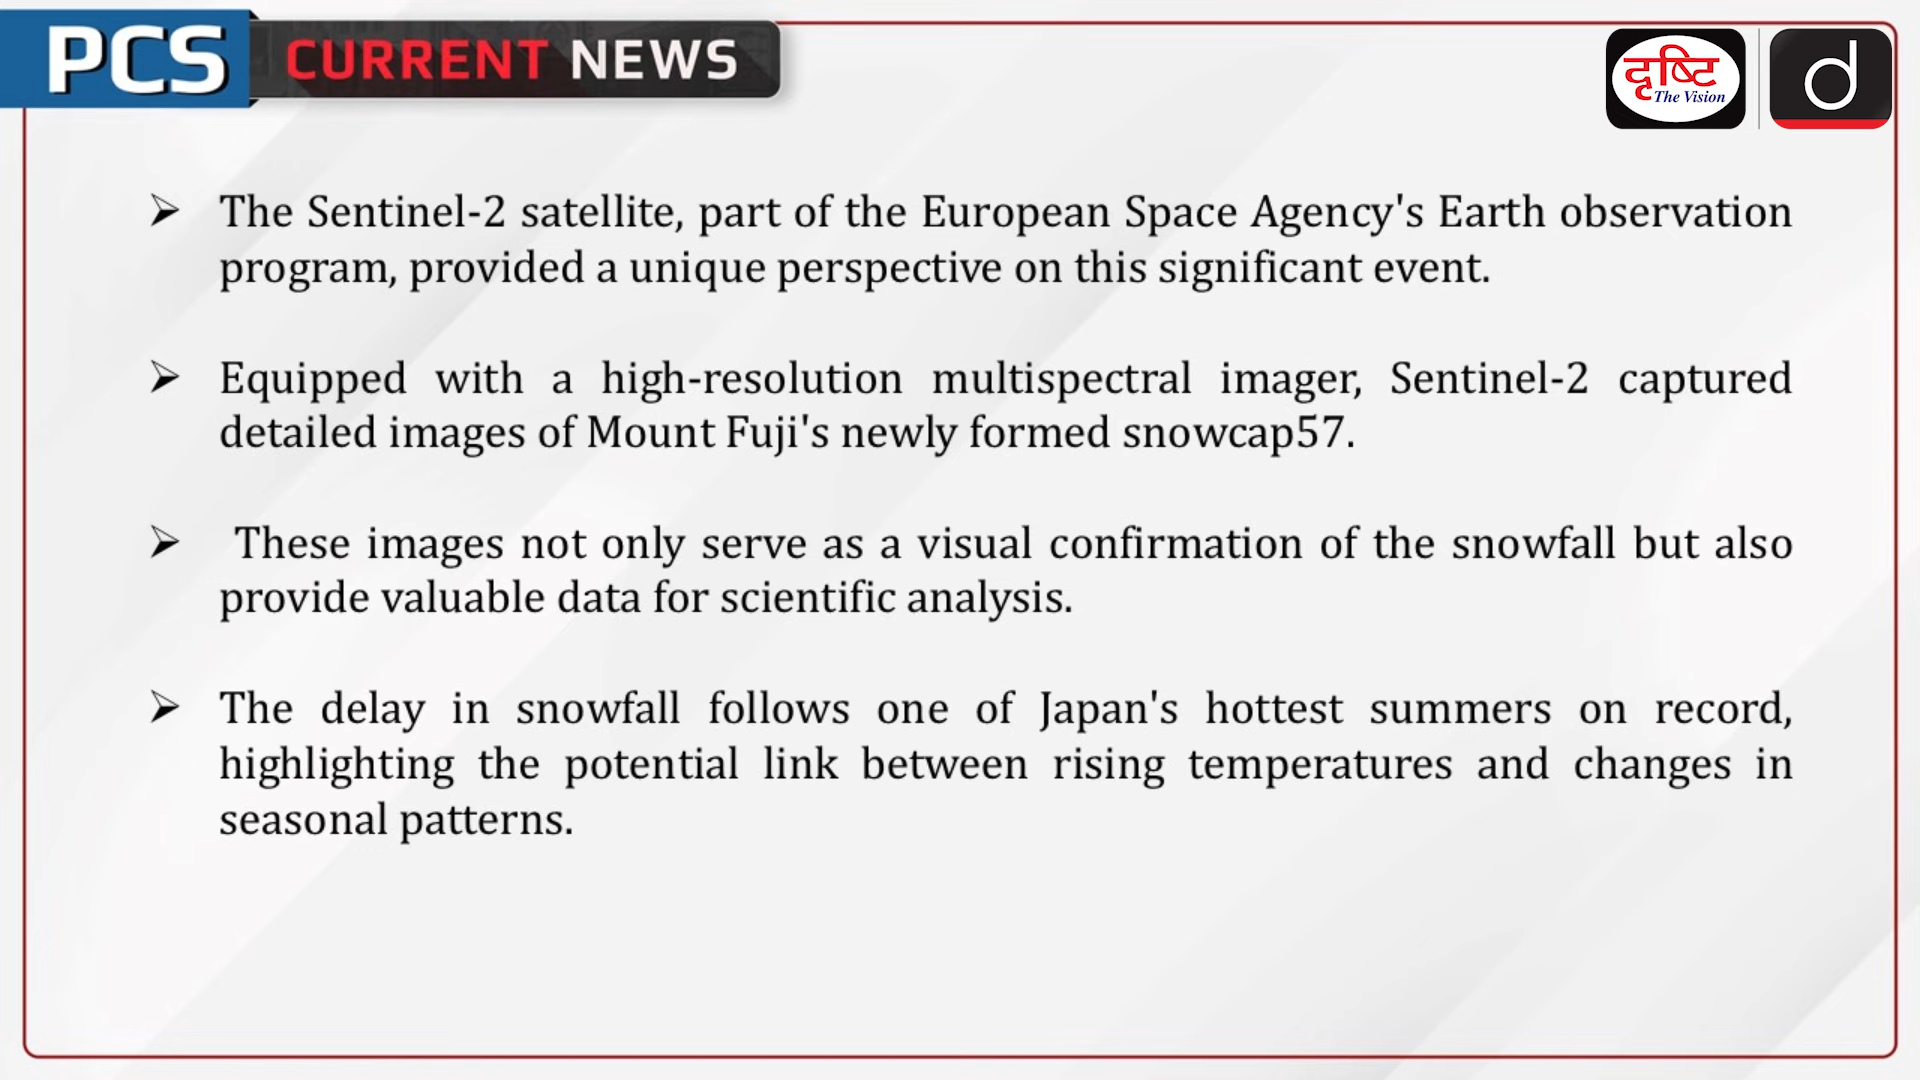 PCS CURRENT NEWS
दृष्टि
The Vision
d
➢ The Sentinel-2 satellite, part of the European Space Agency's Earth observation
program, provided a unique perspective on this significant event.
➢ Equipped with a high-resolution multispectral imager, Sentinel-2 captured
detailed images of Mount Fuji's newly formed snowcap57.
➢ These images not only serve as a visual confirmation of the snowfall but also
provide valuable data for scientific analysis.
➢ The delay in snowfall follows one of Japan's hottest summers on record,
highlighting the potential link between rising temperatures and changes in
seasonal patterns.